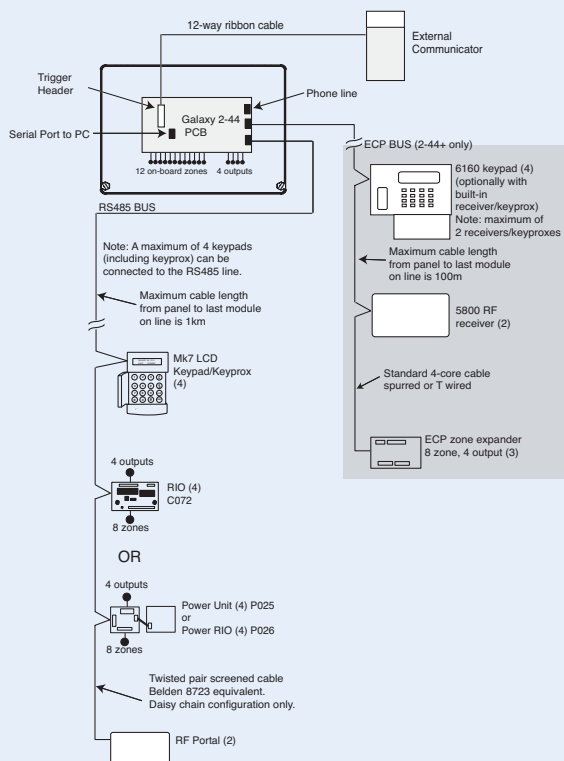 12-way ribbon cable
External
Communicator
Trigger
Header
Phone line
Galaxy 2-44
PCB
Serial Port to PC
12 on-board zones
4 outputs
ECP BUS (2-44+ only)
6160 keypad (4)
(optionally with
built-in
receiver/keyprox)
Note: maximum of
2 receivers/keyproxes
Maximum cable length
from panel to last module
on line is 100m
5800 RF
receiver (2)
Standard 4-core cable
spurred or T wired
ECP zone expander
8 zone, 4 output (3)
RS485 BUS
Note: A maximum of 4 keypads
(including keyprox) can be
connected to the RS485 line.
Maximum cable length
from panel to last module
on line is 1km
Mk7 LCD
Keypad/Keyprox
(4)
4 outputs
RIO (4)
C072
8 zones
OR
4 outputs
Power Unit (4) P025
or
Power RIO (4) P026
8 zones
Twisted pair screened cable
Belden 8723 equivalent.
Daisy chain configuration only.
RF Portal (2)